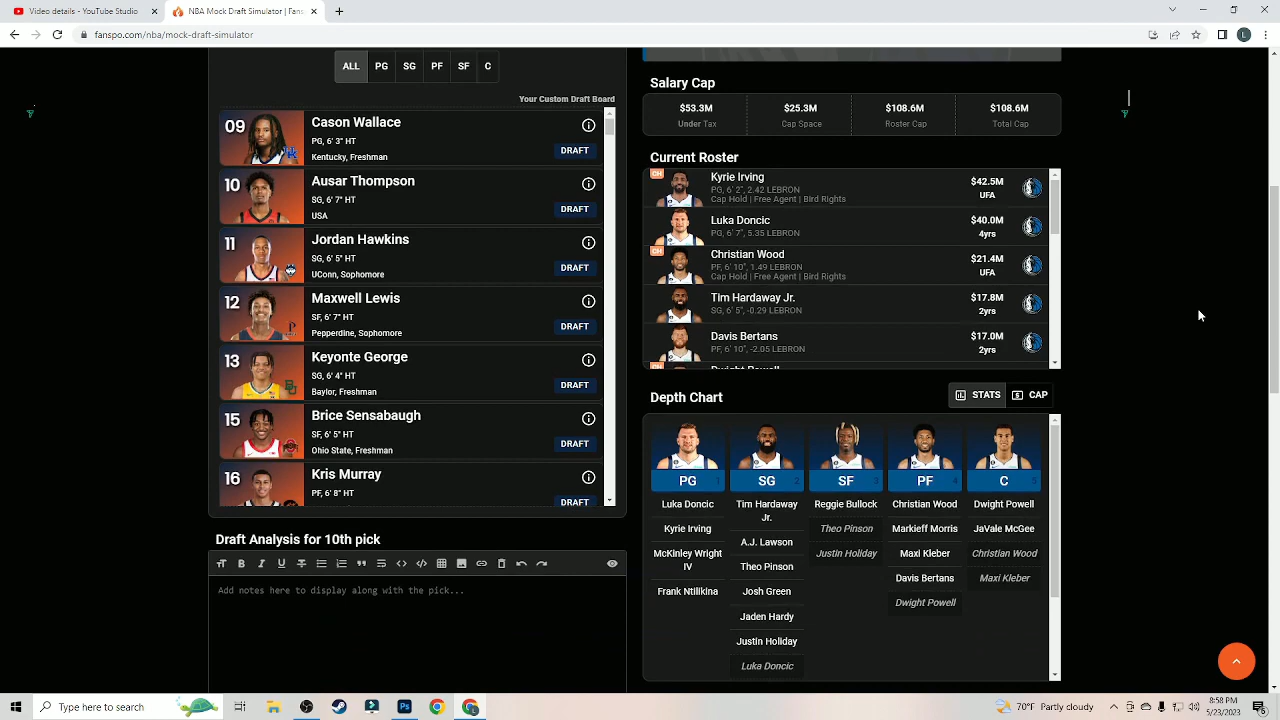 Video details - YouTube Studio
NBA Mock Draft Simulator | Fans
fanspo.com/nba/mock-draft-simulator
L
ALL PG SG PF SF C
Your Custom Draft Board
09 Cason Wallace
PG, 6' 3" HT
Kentucky, Freshman
DRAFT
10 Ausar Thompson
SG, 6' 7" HT
USA
DRAFT
11 Jordan Hawkins
SG, 6' 5" HT
UConn, Sophomore
DRAFT
12 Maxwell Lewis
SF, 6' 7" HT
Pepperdine, Sophomore
DRAFT
13 Keyonte George
SG, 6' 4" HT
Baylor, Freshman
DRAFT
15 Brice Sensabaugh
SF, 6' 5" HT
Ohio State, Freshman
DRAFT
16 Kris Murray
PF, 6' 8" HT
DRAFT
Draft Analysis for 10th pick
Add notes here to display along with the pick...
Salary Cap
$53.3M $25.3M $108.6M $108.6M
Under Tax Cap Space Roster Cap Total Cap
Current Roster
CH Kyrie Irving
PG, 6' 2", 2.42 LEBRON
Cap Hold | Free Agent | Bird Rights
$42.5M
UFA
Luka Doncic
PG, 6' 7", 5.35 LEBRON
$40.0M
4yrs
CH Christian Wood
PF, 6' 10", 1.49 LEBRON
Cap Hold | Free Agent | Bird Rights
$21.4M
UFA
Tim Hardaway Jr.
SG, 6' 5", -0.29 LEBRON
$17.8M
2yrs
Davis Bertans
PF, 6' 10", -2.05 LEBRON
$17.0M
2yrs
CH Dwight Powell
Depth Chart
STATS CAP
PG 1 SG 2 SF 3 PF 4 C 5
Luka Doncic
Kyrie Irving
McKinley Wright
IV
Frank Ntilikina
Tim Hardaway
Jr.
A.J. Lawson
Theo Pinson
Josh Green
Jaden Hardy
Justin Holiday
Luka Doncic
Reggie Bullock
Theo Pinson
Justin Holiday
Christian Wood
Markieff Morris
Maxi Kleber
Davis Bertans
Dwight Powell
Dwight Powell
JaVale McGee
Christian Wood
Maxi Kleber
Type here to search
70°F Partly cloudy
8:58 PM
5/23/2023